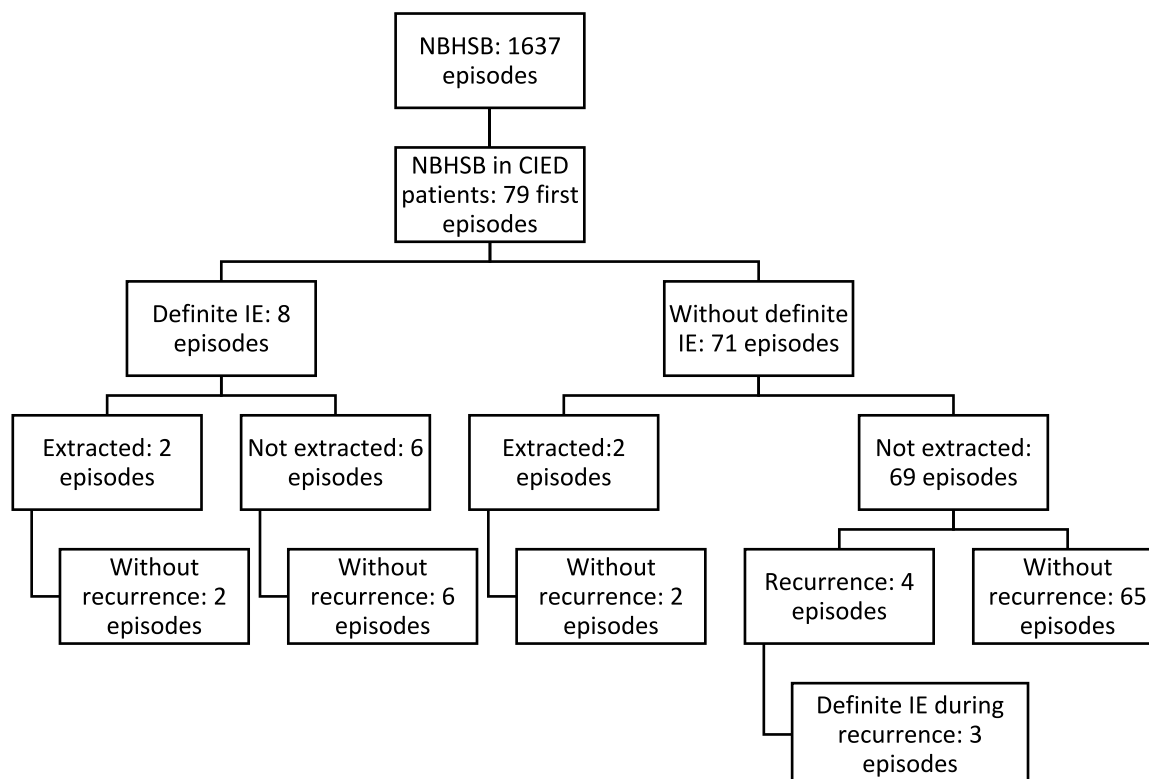 NBHSB: 1637
episodes
NBHSB in CIED
patients: 79 first
episodes
Definite IE: 8
episodes
Without definite
IE: 71 episodes
Extracted: 2
episodes
Not extracted: 6
episodes
Extracted:2
episodes
Not extracted:
69 episodes
Without
recurrence: 2
episodes
Without
recurrence: 6
episodes
Without
recurrence: 2
episodes
Recurrence: 4
episodes
Without
recurrence: 65
episodes
Definite IE during
recurrence: 3
episodes